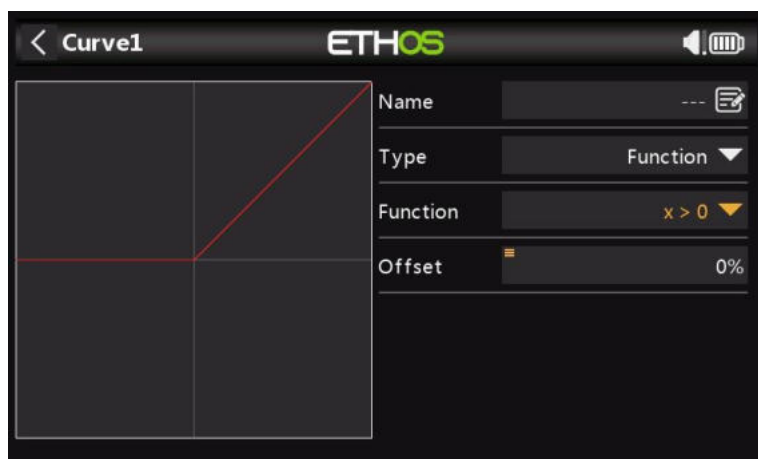 Curve1
ETHOS
Name ---
Type Function
Function x > 0
Offset 0%